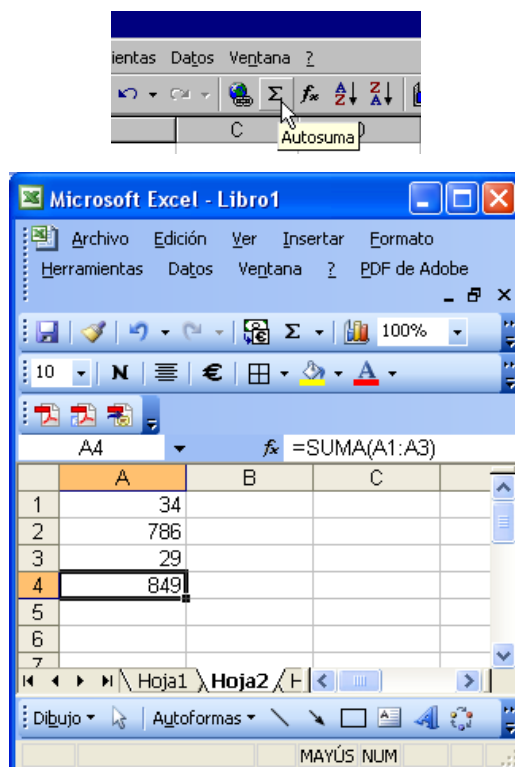 ientas Datos Ventana ?
Σ fx A Z Z A
C
Autosuma
Microsoft Excel - Libro1
Archivo Edición Ver Insertar Formato
Herramientas Datos Ventana ? PDF de Adobe
Σ 100%
10 N € A
A4 fx =SUMA(A1:A3)
A B C
1 34
2 786
3 29
4 849
5
6
7
Hoja1 Hoja2
Dibujo Autoformas
MAYÚS NUM